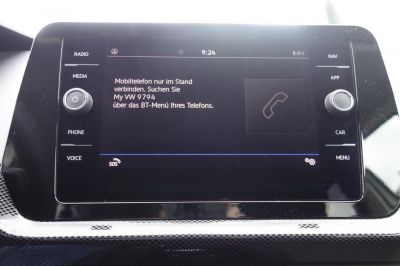 RADIO
9:24
8.0°C
NAV
MEDIA
APP
Mobiltelefon nur im Stand
verbinden. Suchen Sie
My VW 9794
über das BT-Menü Ihres Telefons.
PHONE
CAR
VOICE
SOS
MENU